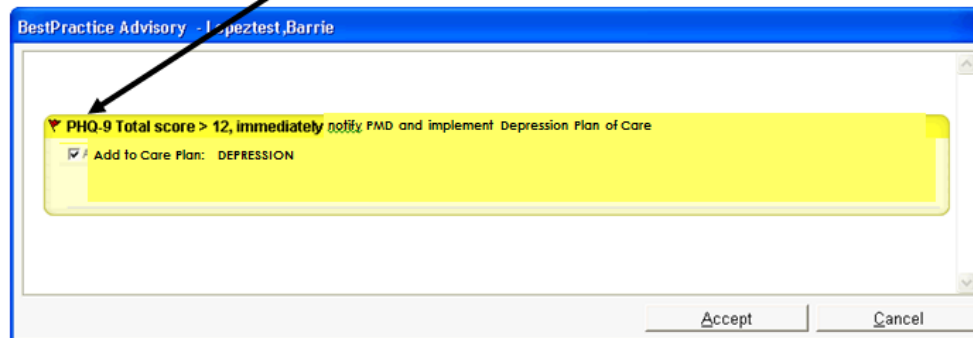 BestPractice Advisory - Lopeztest,Barrie
PHQ-9 Total score > 12, immediately notify PMD and implement Depression Plan of Care
Add to Care Plan: DEPRESSION
Accept Cancel